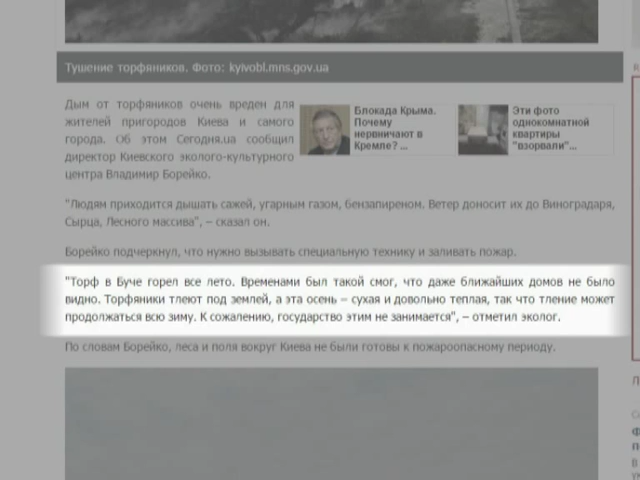 Тушение торфяников. Фото: kyivobl.mns.gov.ua
Дым от торфяников очень вреден для
жителей пригородов Киева и самого
города. Об этом Сегодня.ua сообщил
директор Киевского эколого-культурного
центра Владимир Борейко.
Блокада Крыма.
Почему
нервничают в
Кремле? ...
Эти фото
однокомнатной
квартиры
"взорвали"...
"Людям приходится дышать сажей, угарным газом, бензапиреном. Ветер доносит их до Виноградаря,
Сырца, Лесного массива", – сказал он.
Борейко подчеркнул, что нужно вызывать специальную технику и заливать пожар.
"Торф в Буче горел все лето. Временами был такой смог, что даже ближайших домов не было
видно. Торфяники тлеют под землей, а эта осень – сухая и довольно теплая, так что тление может
продолжаться всю зиму. К сожалению, государство этим не занимается", – отметил эколог.
По словам Борейко, леса и поля вокруг Киева не были готовы к пожароопасному периоду.